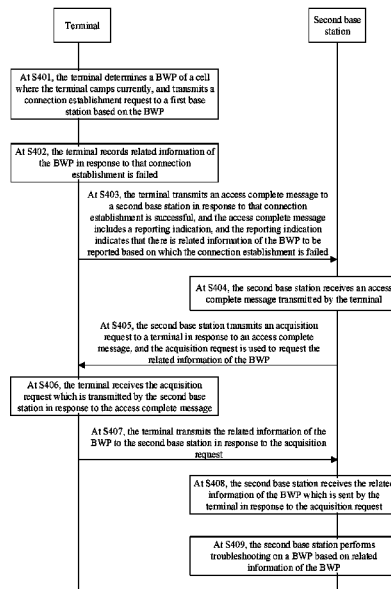 Terminal
Second base
station
At S401, the terminal determines a BWP of a cell
where the terminal camps currently, and transmits a
connection establishment request to a first base
station based on the BWP
At S402, the terminal records related information of
the BWP in response to that connection
establishment is failed
At S403, the terminal transmits an access complete message to
a second base station in response to that connection
establishment is successful, and the access complete message
includes a reporting indication, and the reporting indication
indicates that there is related information of the BWP to be
reported based on which the connection establishment is failed
At S404, the second base station receives an access
complete message transmitted by the terminal
At S405, the second base station transmits an acquisition
request to a terminal in response to an access complete
message, and the acquisition request is used to request the
related information of the BWP
At S406, the terminal receives the acquisition
request which is transmitted by the second base
station in response to the access complete message
At S407, the terminal transmits the related information of the
BWP to the second base station in response to the acquisition
request
At S408, the second base station receives the related
information of the BWP which is sent by the
terminal in response to the acquisition request
At S409, the second base station performs
troubleshooting on a BWP based on related
information of the BWP